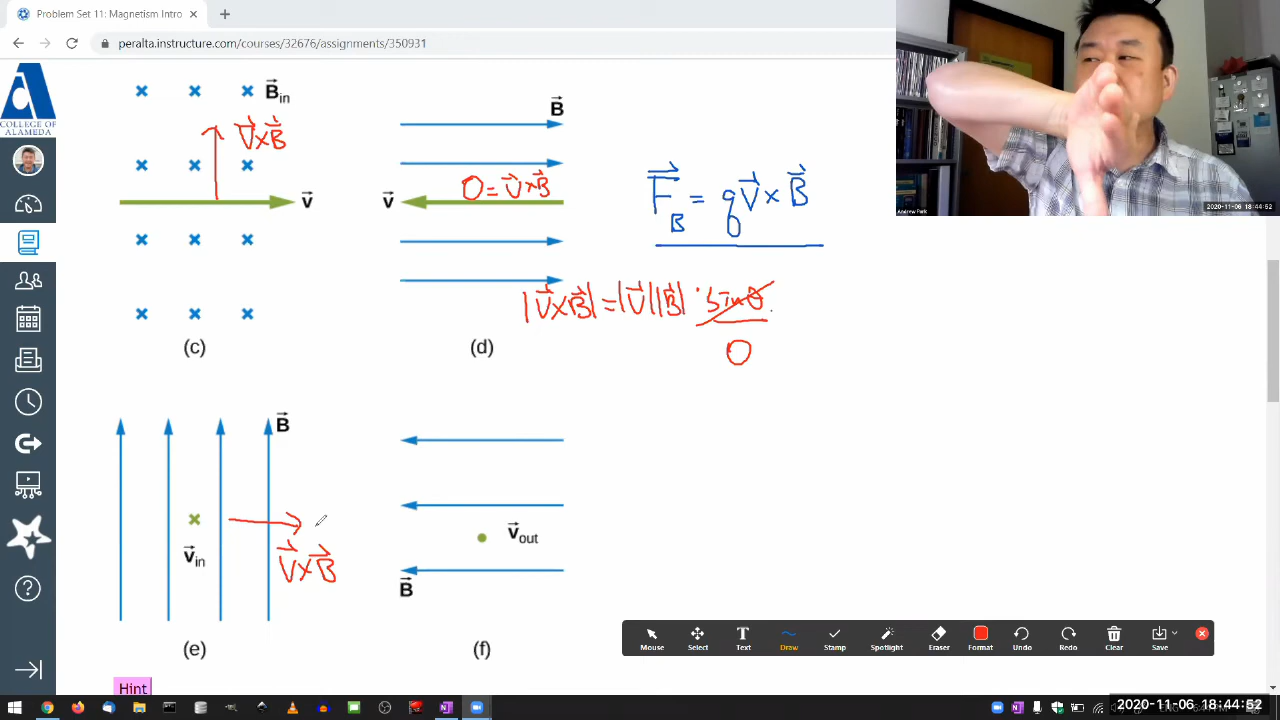 Problem Set 11: Magnetism Intro
peralta.instructure.com/courses/32676/assignments/350931
COLLEGE OF
ALAMEDA
B⃗in
V⃗×B⃗
v⃗
(c)
B⃗
v⃗
0 = V⃗×B⃗
(d)
F⃗B = qV⃗×B⃗
|V⃗×B⃗| = |V⃗||B⃗| · sinθ
0
B⃗
v⃗in
V⃗×B⃗
(e)
v⃗out
B⃗
(f)
Hint
Andrew Park
2020-11-06 18:44:52
Mouse
Select
Text
Draw
Stamp
Spotlight
Eraser
Format
Undo
Redo
Clear
Save
2020-11-06 18:44:52